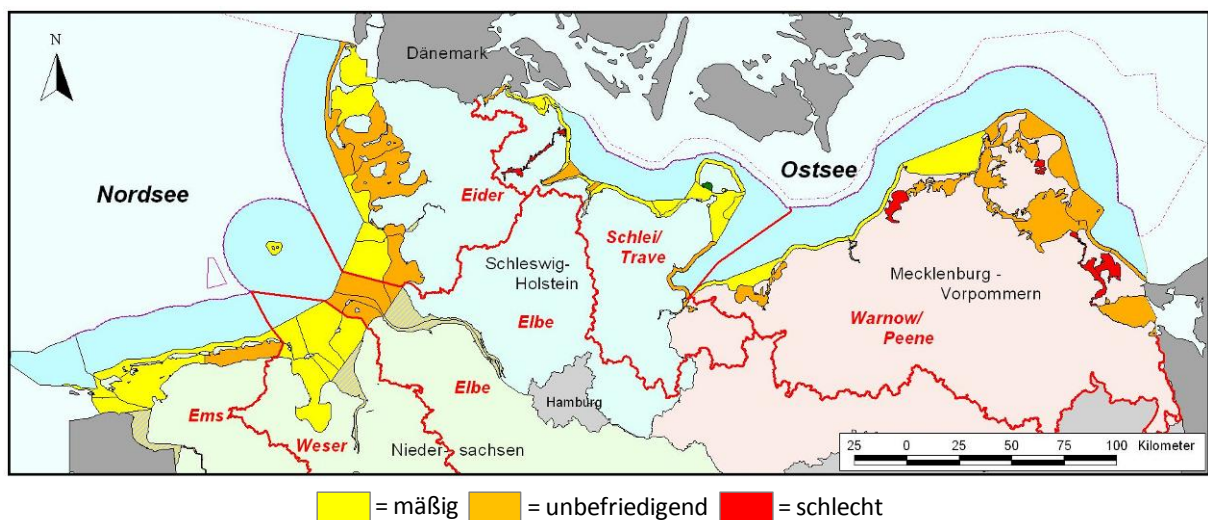 N
Dänemark
Nordsee
Ostsee
Eider
Schlei/
Trave
Schleswig-
Holstein
Mecklenburg -
Vorpommern
Elbe
Warnow/
Peene
Elbe
Hamburg
Ems
Weser
Nieder- sachsen
25 0 25 50 75 100 Kilometer
= mäßig = unbefriedigend = schlecht